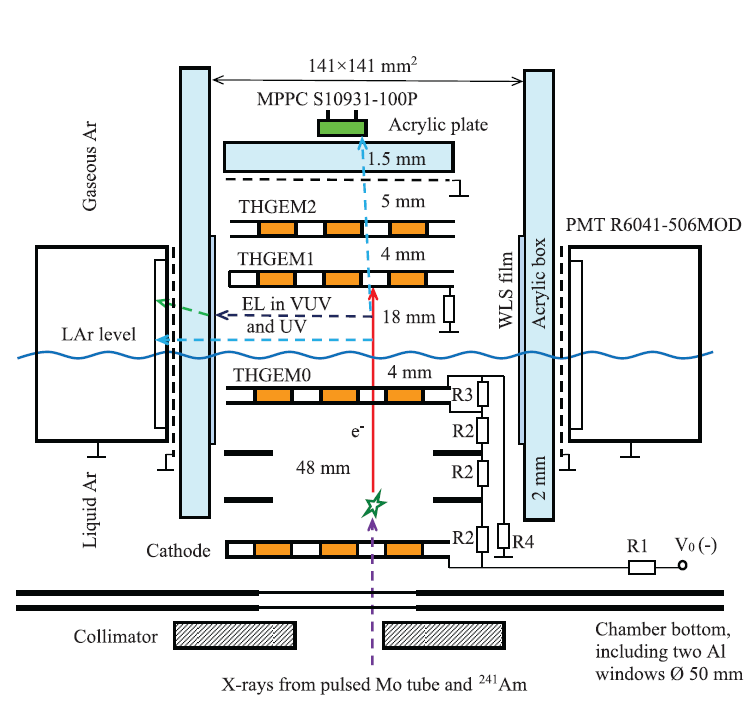 141×141 mm²
MPPC S10931-100P
Acrylic plate
1.5 mm
Gaseous Ar
5 mm
THGEM2
PMT R6041-506MOD
4 mm
THGEM1
WLS film
Acrylic box
EL in VUV
and UV
18 mm
LAr level
4 mm
THGEM0
R3
e-
R2
48 mm
R2
2 mm
Liquid Ar
R2
R4
Cathode
R1
V₀ (-)
Collimator
Chamber bottom,
including two Al
windows Ø 50 mm
X-rays from pulsed Mo tube and ²⁴¹Am